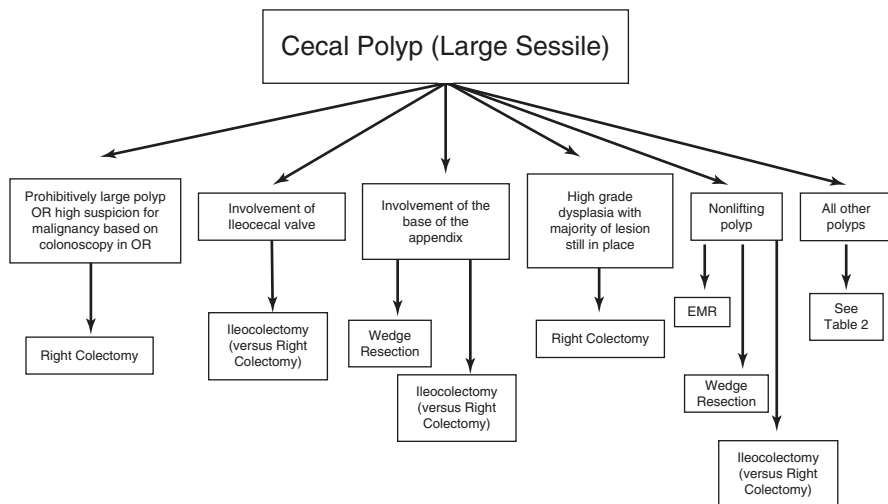 Cecal Polyp (Large Sessile)
Prohibitively large polyp
OR high suspicion for
malignancy based on
colonoscopy in OR
Involvement of
Ileocecal valve
Involvement of the
base of the
appendix
High grade
dysplasia with
majority of lesion
still in place
Nonlifting
polyp
All other
polyps
Right Colectomy
Ileocolectomy
(versus Right
Colectomy)
Wedge
Resection
Ileocolectomy
(versus Right
Colectomy)
Right Colectomy
EMR
Wedge
Resection
Ileocolectomy
(versus Right
Colectomy)
See
Table 2